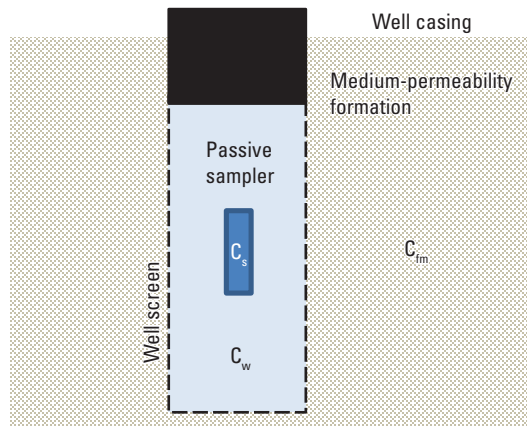 Well casing
Medium-permeability
formation
Passive
sampler
Cs
Cfm
Well screen
Cw